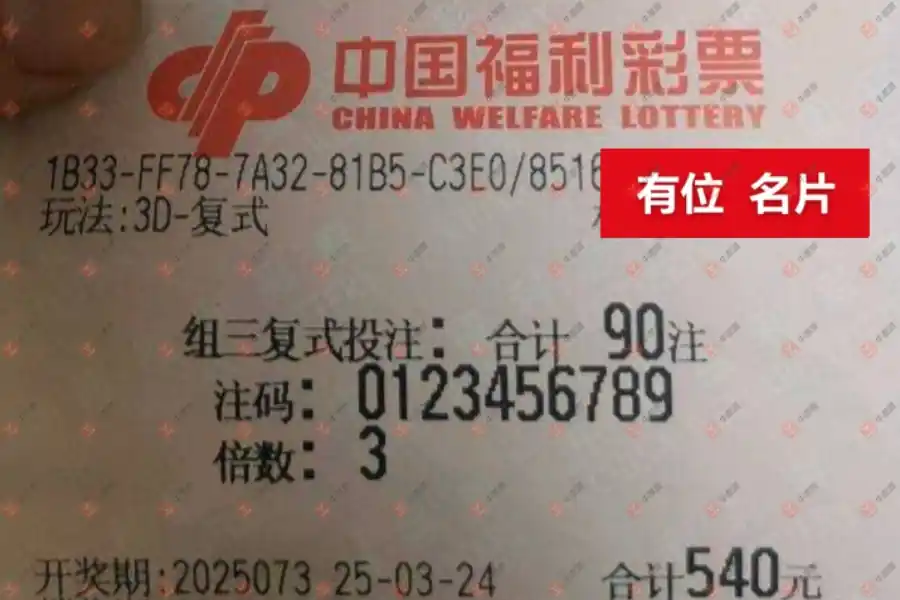 中国福利彩票
CHINA WELFARE LOTTERY
1B33-FF78-7A32-81B5-C3E0/8516
有位 名片
玩法:3D-复式
组三复式投注: 合计 90注
注码: 0123456789
倍数: 3
开奖期:2025073 25-03-24 合计540元